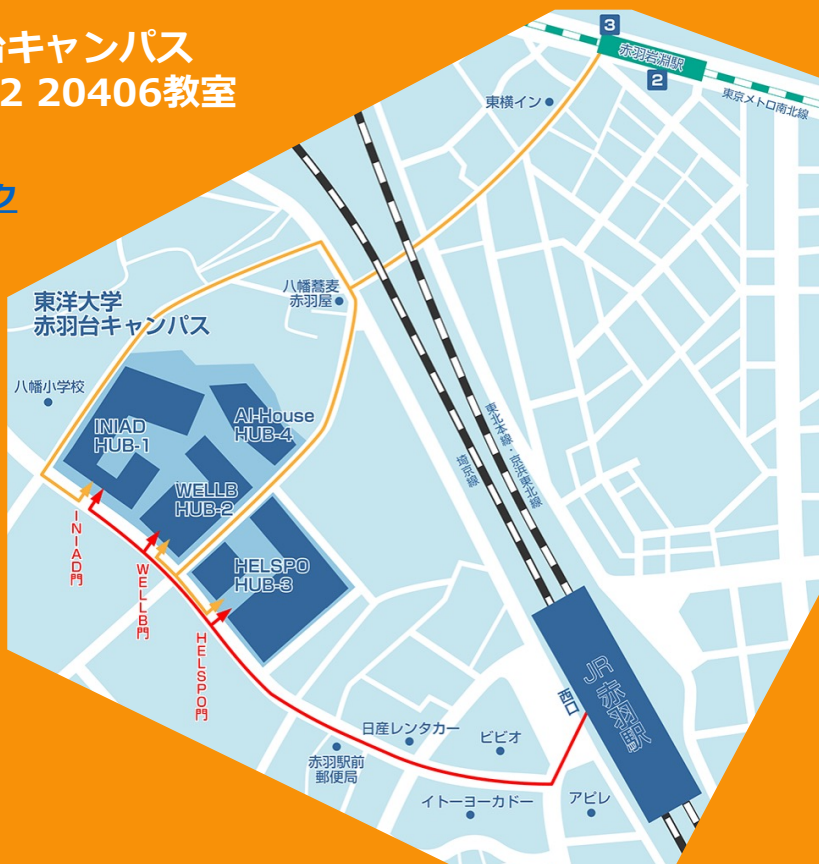 台キャンパス
2 20406教室
ク
3
赤羽岩淵駅
2
東京メトロ南北線
東横イン
八幡蕎麦
赤羽屋
東洋大学
赤羽台キャンパス
八幡小学校
INIAD
HUB-1
AI-House
HUB-4
WELLB
HUB-2
HELSPO
HUB-3
東北本線・京浜東北線
埼京線
INIAD門
WELLB門
HELSPO門
JR 赤羽駅
西口
日産レンタカー
ビビオ
赤羽駅前
郵便局
イトーヨーカドー
アピレ